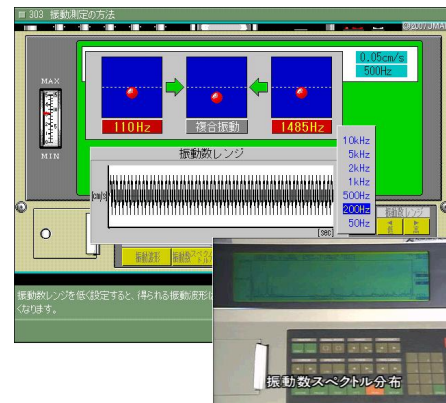 303 振動測定の方法
0.05cm/s
500Hz
MAX
MIN
110Hz
複合振動
1485Hz
振動数レンジ
[cm/s]
[sec]
10kHz
5kHz
2kHz
1kHz
500Hz
200Hz
50Hz
振動数レンジ
低
高
振動波形
振動数スペクトル
振動数レンジを低く設定すると、得られる振動波形は
くなります。
振動数スペクトル分布